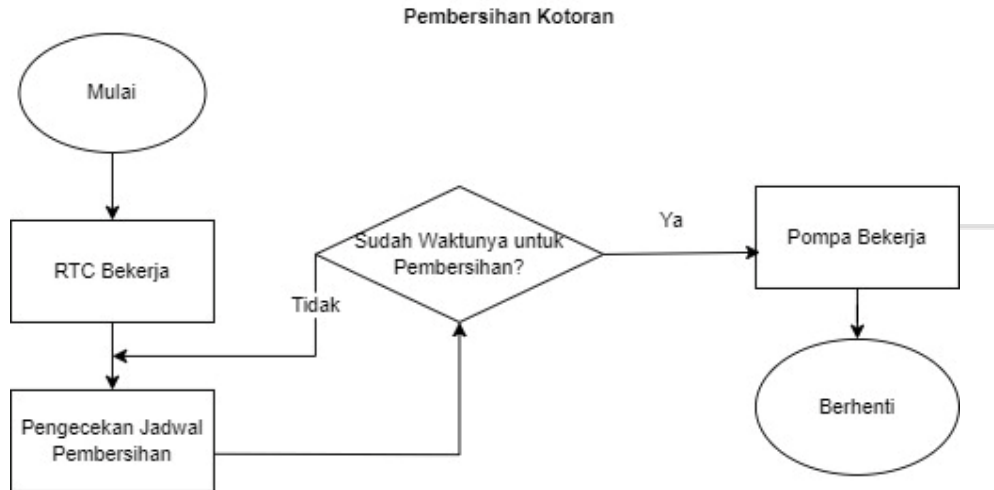 Pembersihan Kotoran
Mulai
RTC Bekerja
Pengecekan Jadwal
Pembersihan
Sudah Waktunya untuk
Pembersihan?
Tidak
Ya
Pompa Bekerja
Berhenti